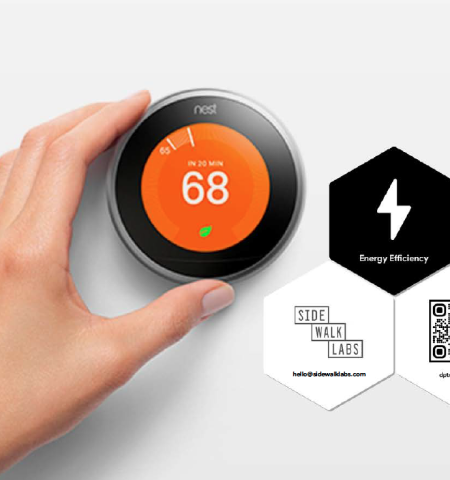 nest
65
IN 20 MIN
68
Energy Efficiency
SIDE
WALK
LABS
hello@sidewalklabs.com